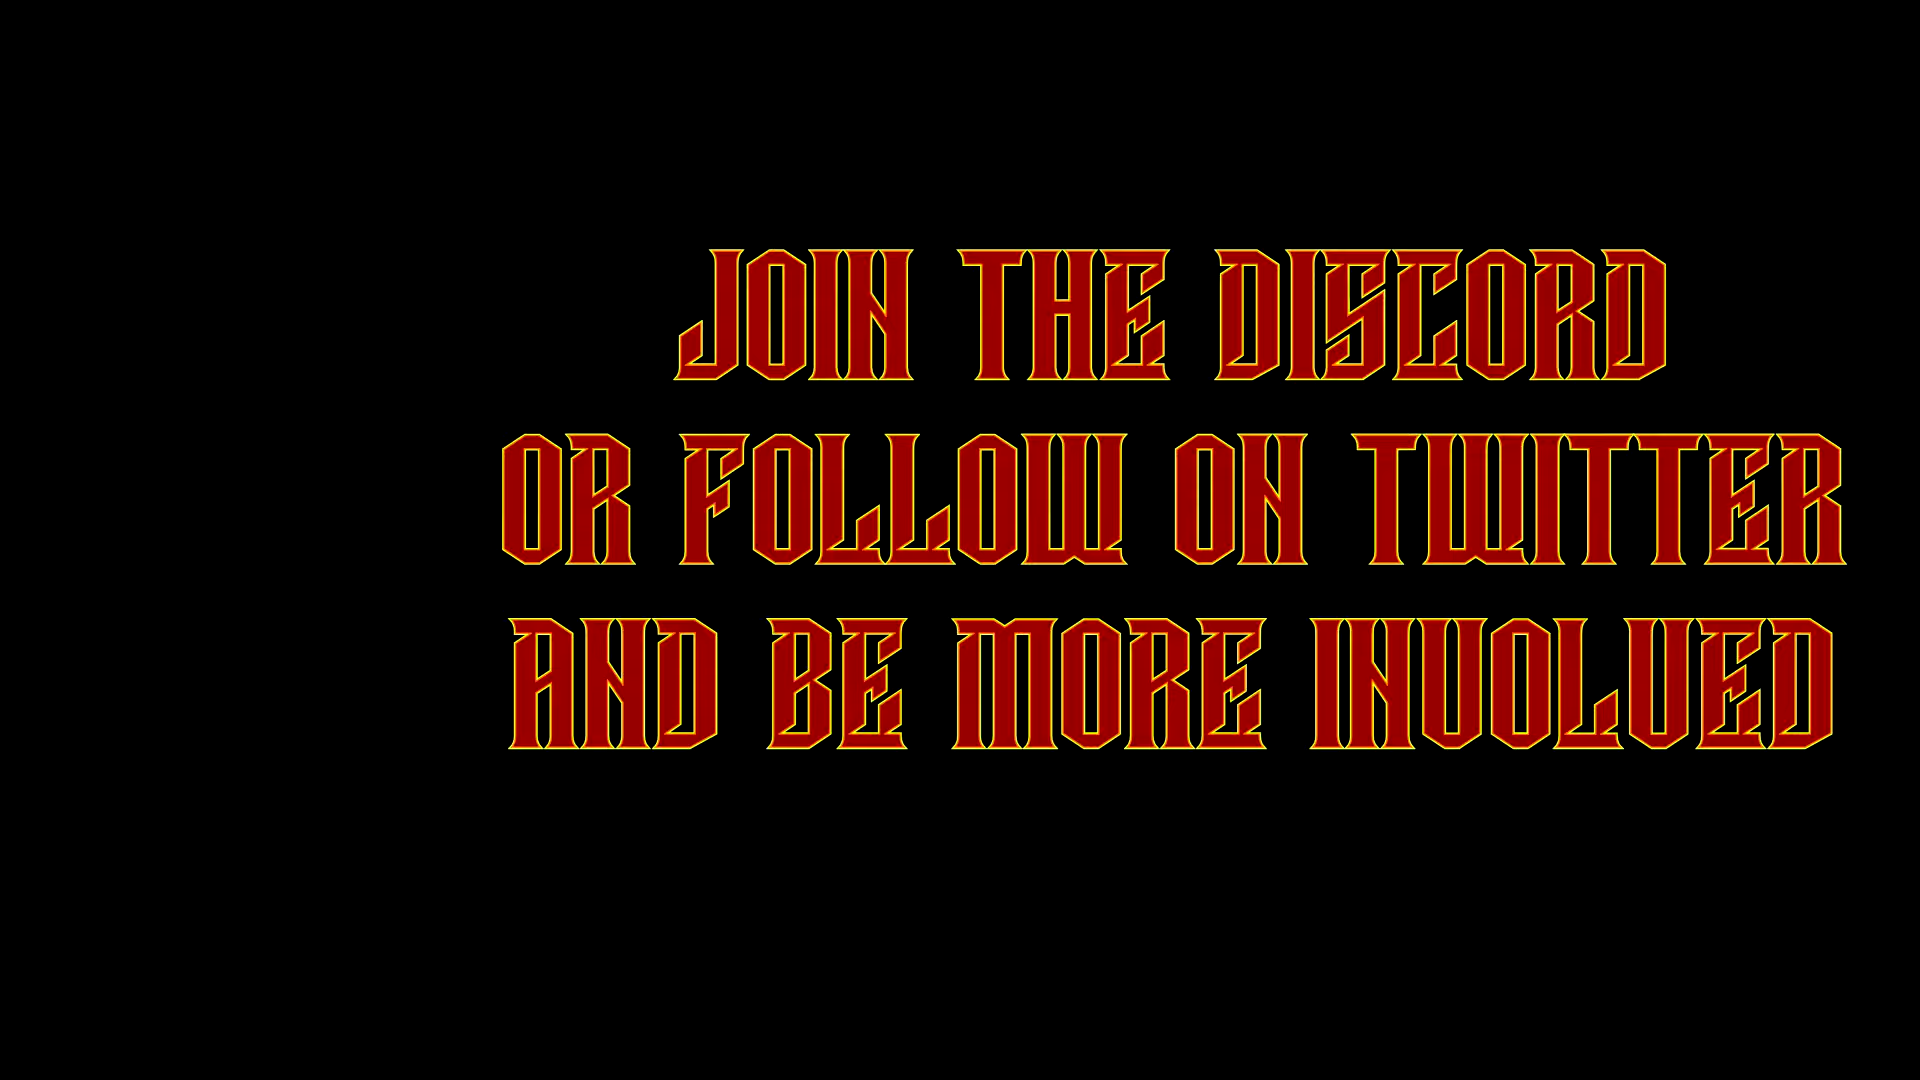 JOIN THE DISCORD
OR FOLLOW ON TWITTER
AND BE MORE INVOLVED